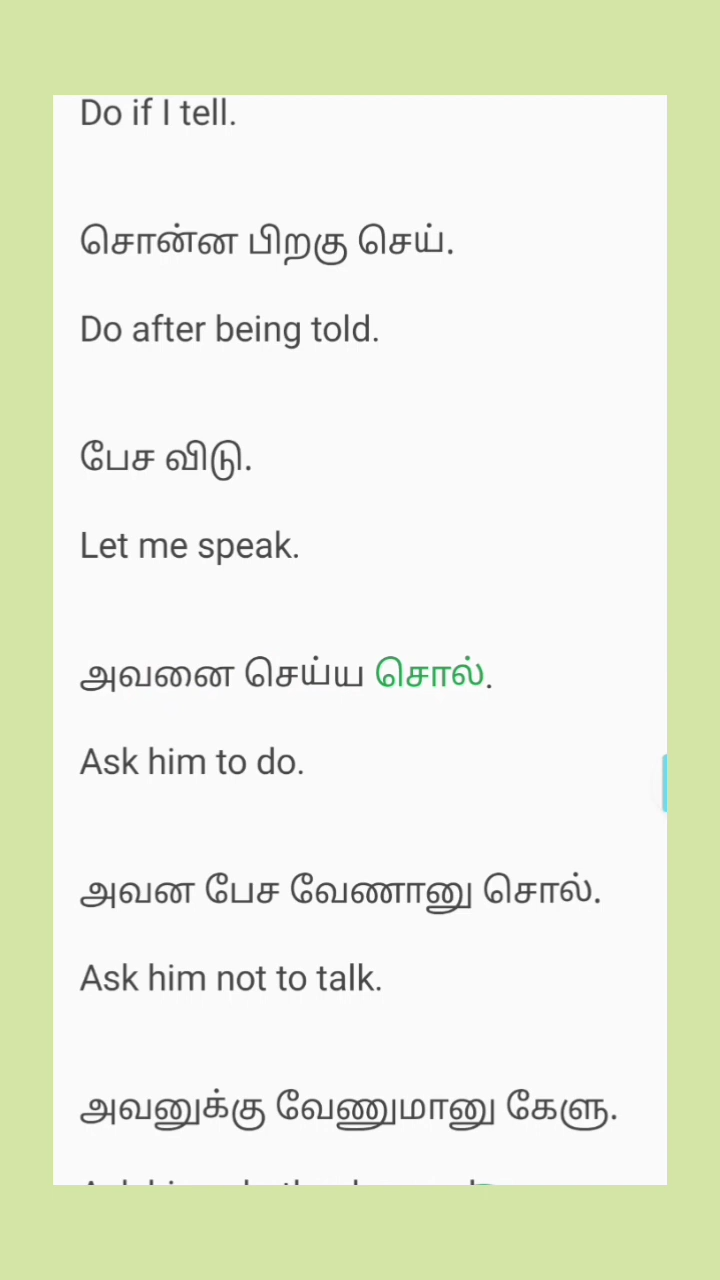 Do if I tell.
சொன்ன பிறகு செய்.
Do after being told.
பேச விடு.
Let me speak.
அவனை செய்ய சொல்.
Ask him to do.
அவன பேச வேணானு சொல்.
Ask him not to talk.
அவனுக்கு வேணுமானு கேளு.